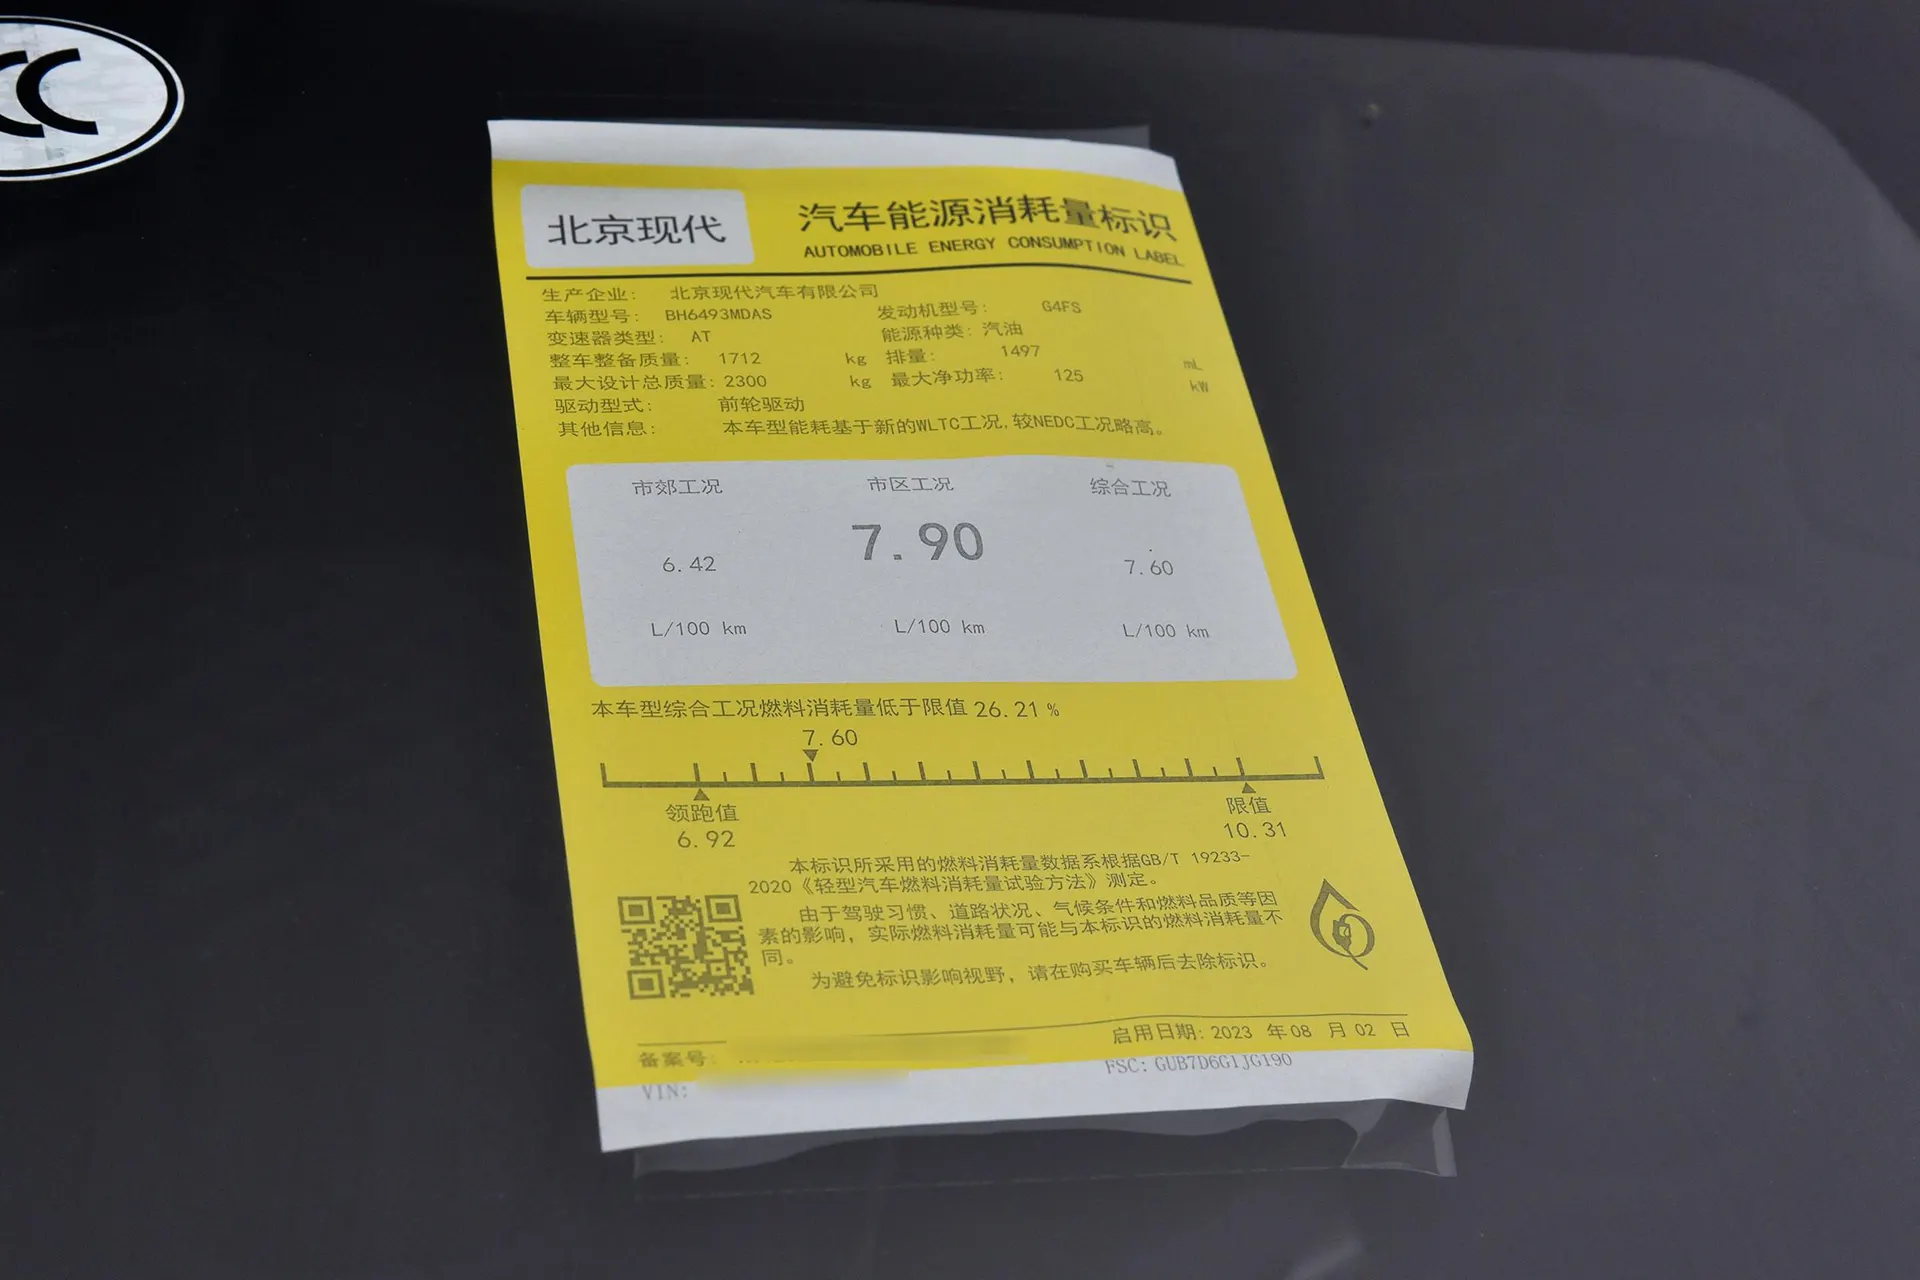 CC
北京现代
汽车能源消耗量标识
AUTOMOBILE ENERGY CONSUMPTION LABEL
生产企业: 北京现代汽车有限公司
车辆型号: BH6493MDAS 发动机型号: G4FS
变速器类型: AT 能源种类: 汽油
整车整备质量: 1712 kg 排量: 1497 mL
最大设计总质量: 2300 kg 最大净功率: 125 kW
驱动型式: 前轮驱动
其他信息: 本车型能耗基于新的WLTC工况,较NEDC工况略高。
市郊工况 市区工况 综合工况
6.42 7.90 7.60
L/100 km L/100 km L/100 km
本车型综合工况燃料消耗量低于限值 26.21 %
7.60
领跑值 限值
6.92 10.31
本标识所采用的燃料消耗量数据系根据GB/T 19233-
2020《轻型汽车燃料消耗量试验方法》测定。
由于驾驶习惯、道路状况、气候条件和燃料品质等因
素的影响，实际燃料消耗量可能与本标识的燃料消耗量不
同。
为避免标识影响视野，请在购买车辆后去除标识。
启用日期: 2023 年 08 月 02 日
备案号:
FSC: GUB7D6G1JG190
VIN: